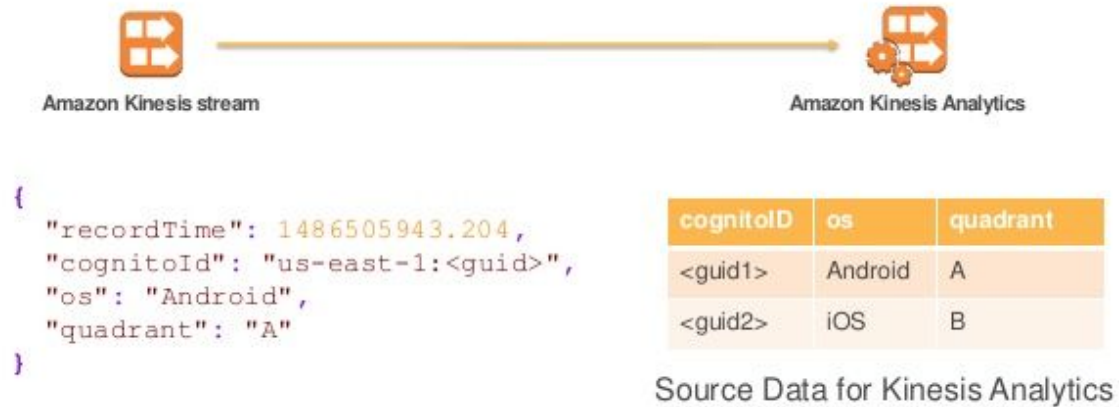 Amazon Kinesis stream
Amazon Kinesis Analytics
{
"recordTime": 1486505943.204,
"cognitoId": "us-east-1:<guid>",
"os": "Android",
"quadrant": "A"
}
cognitoID os quadrant
<guid1> Android A
<guid2> iOS B
Source Data for Kinesis Analytics